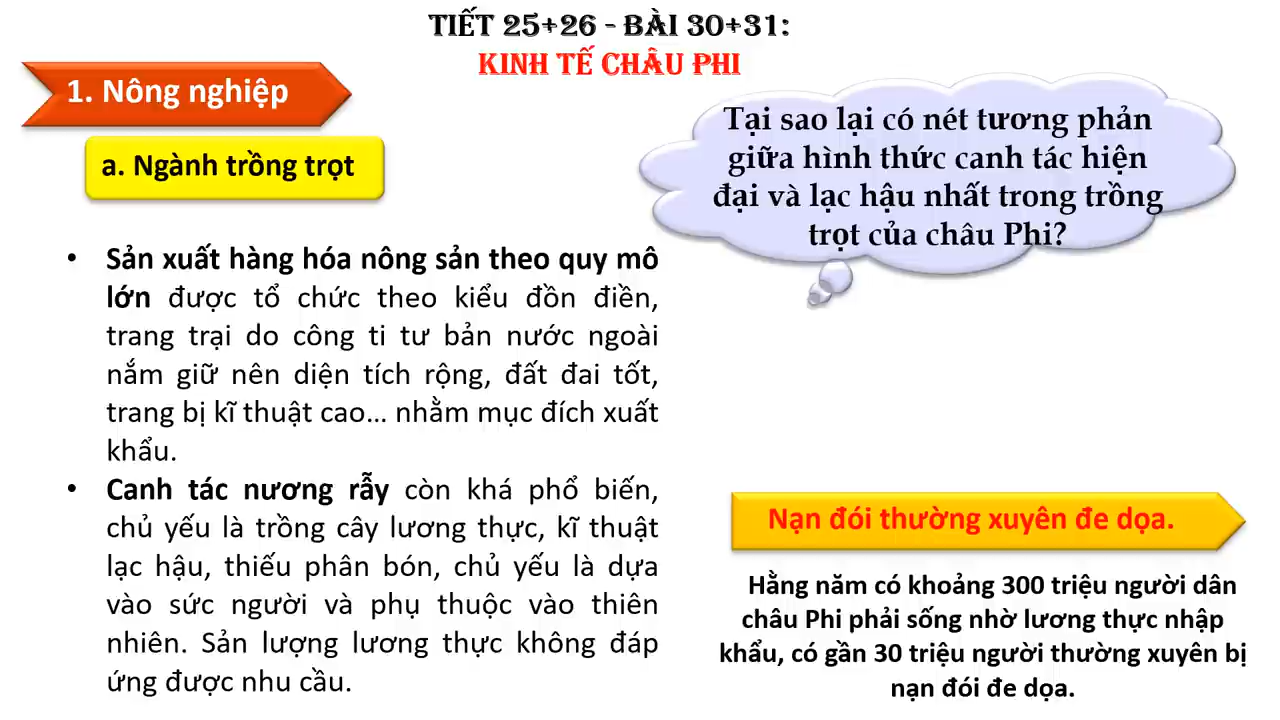 TIẾT 25+26 - BÀI 30+31:
KINH TẾ CHÂU PHI
1. Nông nghiệp
a. Ngành trồng trọt
Tại sao lại có nét tương phản
giữa hình thức canh tác hiện
đại và lạc hậu nhất trong trồng
trọt của châu Phi?
• Sản xuất hàng hóa nông sản theo quy mô
lớn được tổ chức theo kiểu đồn điền,
trang trại do công ti tư bản nước ngoài
nắm giữ nên diện tích rộng, đất đai tốt,
trang bị kĩ thuật cao... nhằm mục đích xuất
khẩu.
• Canh tác nương rẫy còn khá phổ biến,
chủ yếu là trồng cây lương thực, kĩ thuật
lạc hậu, thiếu phân bón, chủ yếu là dựa
vào sức người và phụ thuộc vào thiên
nhiên. Sản lượng lương thực không đáp
ứng được nhu cầu.
Nạn đói thường xuyên đe dọa.
Hằng năm có khoảng 300 triệu người dân
châu Phi phải sống nhờ lương thực nhập
khẩu, có gần 30 triệu người thường xuyên bị
nạn đói đe dọa.